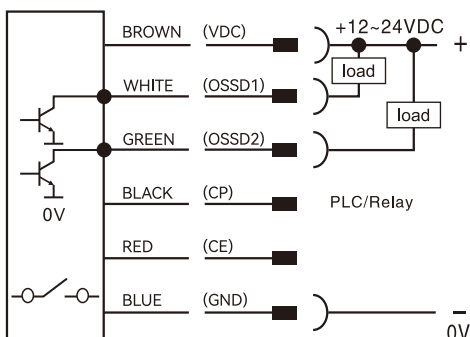 BROWN (VDC) +12~24VDC +
load
WHITE (OSSD1)
load
GREEN (OSSD2)
BLACK (CP) PLC/Relay
0V
RED (CE)
BLUE (GND) −
0V